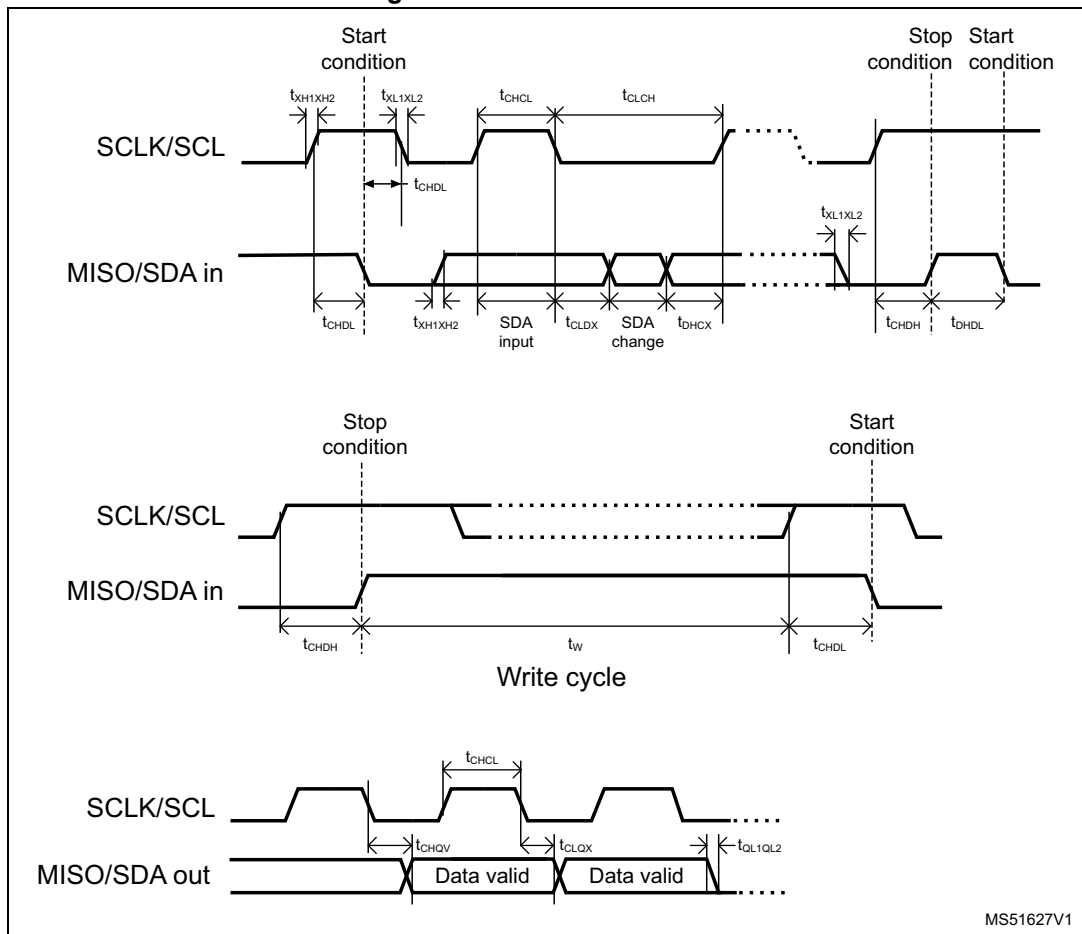 g
Start
condition
Stop
condition
Start
condition
tXH1XH2
tXL1XL2
tCHCL
tCLCH
SCLK/SCL
tCHDL
tXL1XL2
MISO/SDA in
tCHDL
tXH1XH2
SDA
input
tCLDX
SDA
change
tDHCX
tCHDH
tDHDL
Stop
condition
Start
condition
SCLK/SCL
MISO/SDA in
tCHDH
tW
tCHDL
Write cycle
tCHCL
SCLK/SCL
tCHQV
tCLQX
tQL1QL2
MISO/SDA out
Data valid
Data valid
MS51627V1